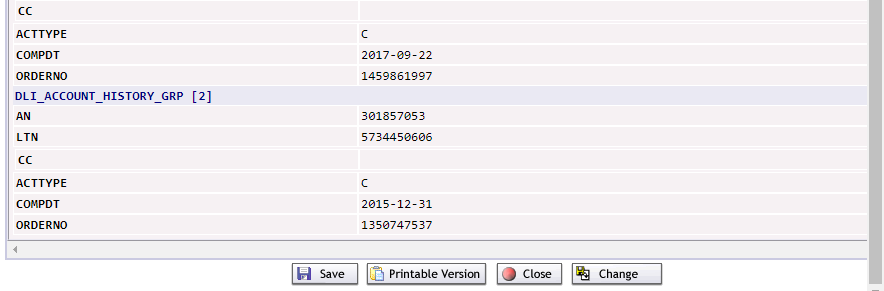 CC
ACTTYPE C
COMPDT 2017-09-22
ORDERNO 1459861997
DLI_ACCOUNT_HISTORY_GRP [2]
AN 301857053
LTN 5734450606
CC
ACTTYPE C
COMPDT 2015-12-31
ORDERNO 1350747537
Save Printable Version Close Change